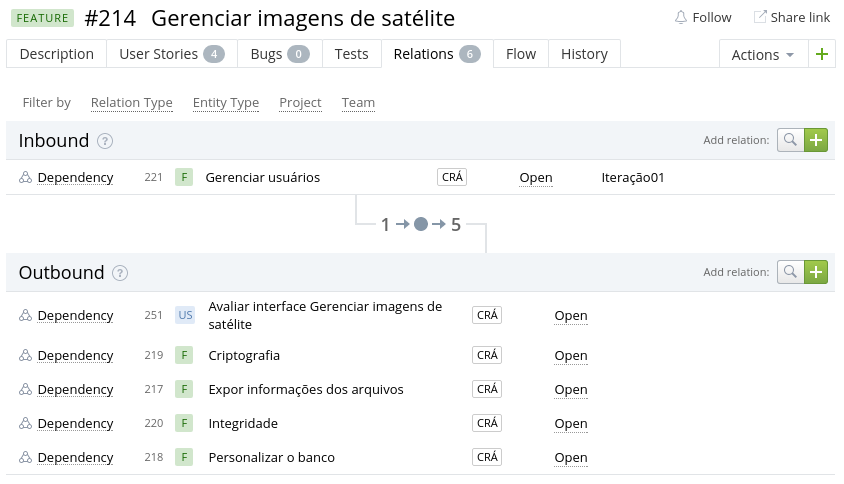 FEATURE #214 Gerenciar imagens de satélite Follow Share link
Description User Stories 4 Bugs 0 Tests Relations 6 Flow History Actions +
Filter by Relation Type Entity Type Project Team
Inbound ? Add relation: +
Dependency 221 F Gerenciar usuários CRÁ Open Iteração01
1 → → 5
Outbound ? Add relation: +
Dependency 251 US Avaliar interface Gerenciar imagens de
satélite CRÁ Open
Dependency 219 F Criptografia CRÁ Open
Dependency 217 F Expor informações dos arquivos CRÁ Open
Dependency 220 F Integridade CRÁ Open
Dependency 218 F Personalizar o banco CRÁ Open